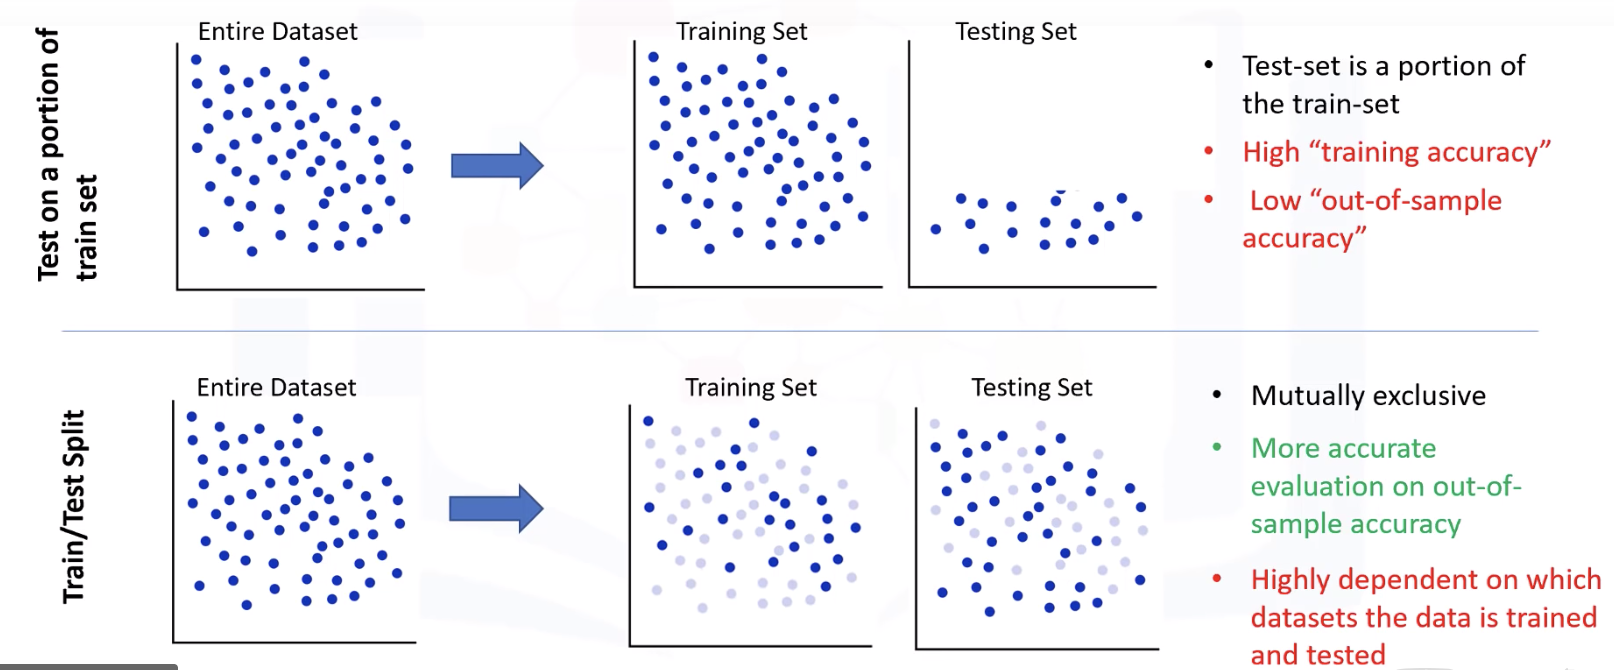 Test on a portion of
train set
Entire Dataset
Training Set
Testing Set
• Test-set is a portion of
the train-set
• High “training accuracy”
• Low “out-of-sample
accuracy”
Train/Test Split
Entire Dataset
Training Set
Testing Set
• Mutually exclusive
• More accurate
evaluation on out-of-
sample accuracy
• Highly dependent on which
datasets the data is trained
and tested